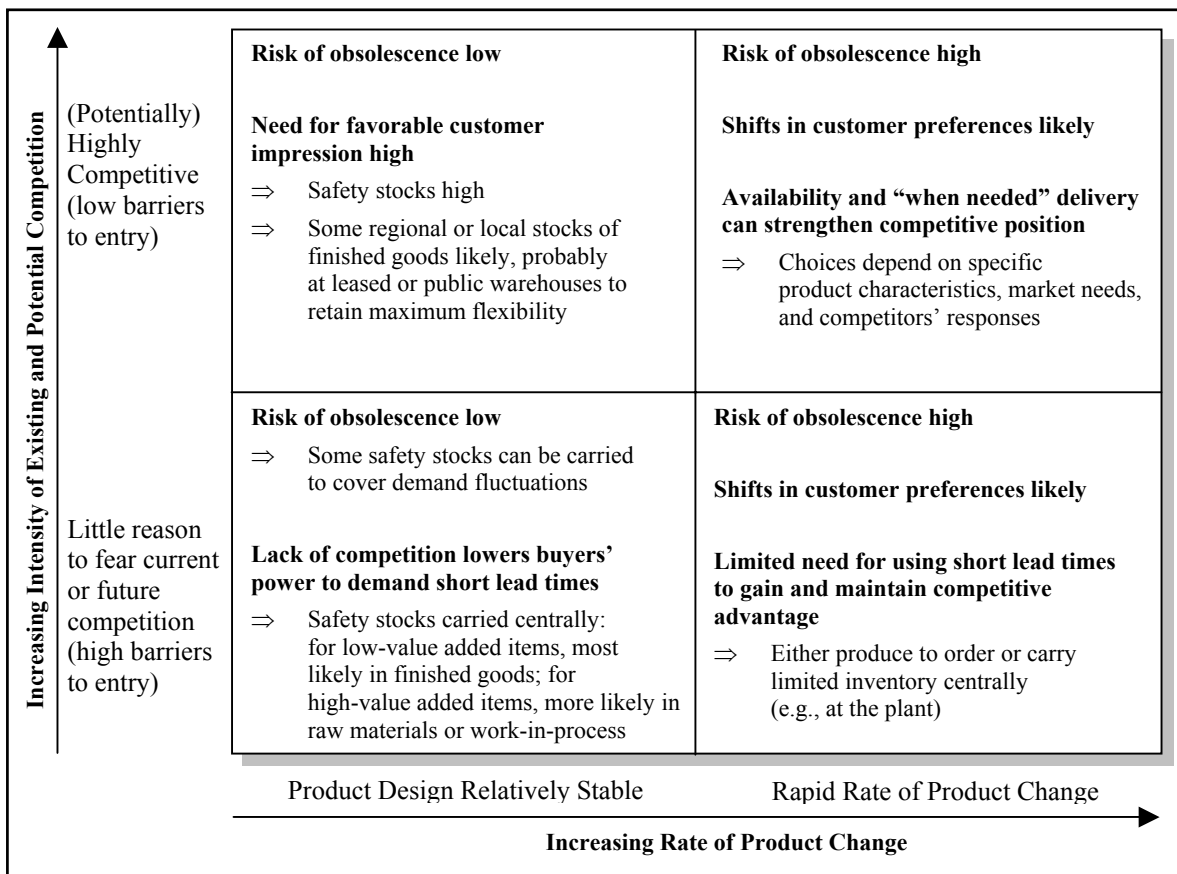 Increasing Intensity of Existing and Potential Competition
(Potentially)
Highly
Competitive
(low barriers
to entry)
Risk of obsolescence low
Need for favorable customer
impression high
⇒ Safety stocks high
⇒ Some regional or local stocks of
finished goods likely, probably
at leased or public warehouses to
retain maximum flexibility
Risk of obsolescence high
Shifts in customer preferences likely
Availability and “when needed” delivery
can strengthen competitive position
⇒ Choices depend on specific
product characteristics, market needs,
and competitors’ responses
Little reason
to fear current
or future
competition
(high barriers
to entry)
Risk of obsolescence low
⇒ Some safety stocks can be carried
to cover demand fluctuations
Lack of competition lowers buyers’
power to demand short lead times
⇒ Safety stocks carried centrally:
for low-value added items, most
likely in finished goods; for
high-value added items, more likely in
raw materials or work-in-process
Risk of obsolescence high
Shifts in customer preferences likely
Limited need for using short lead times
to gain and maintain competitive
advantage
⇒ Either produce to order or carry
limited inventory centrally
(e.g., at the plant)
Product Design Relatively Stable
Rapid Rate of Product Change
Increasing Rate of Product Change